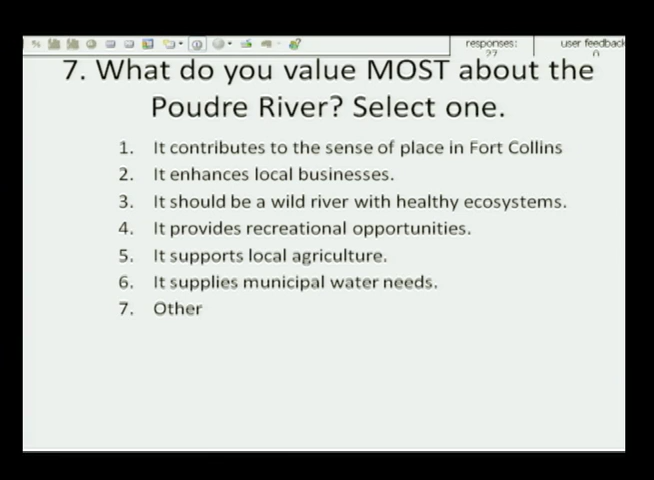 responses:
user feedback
7. What do you value MOST about the
Poudre River? Select one.
1. It contributes to the sense of place in Fort Collins
2. It enhances local businesses.
3. It should be a wild river with healthy ecosystems.
4. It provides recreational opportunities.
5. It supports local agriculture.
6. It supplies municipal water needs.
7. Other